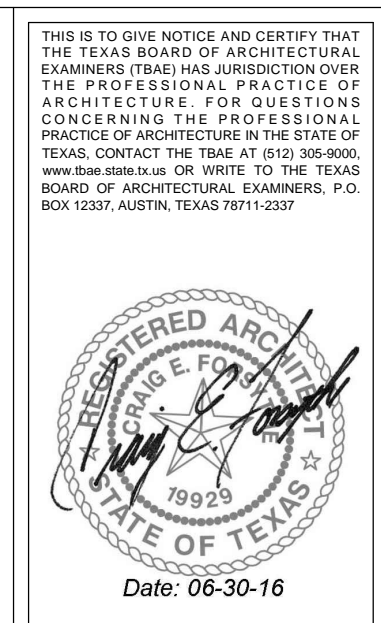 THIS IS TO GIVE NOTICE AND CERTIFY THAT
THE TEXAS BOARD OF ARCHITECTURAL
EXAMINERS (TBAE) HAS JURISDICTION OVER
THE PROFESSIONAL PRACTICE OF
ARCHITECTURE. FOR QUESTIONS
CONCERNING THE PROFESSIONAL
PRACTICE OF ARCHITECTURE IN THE STATE OF
TEXAS, CONTACT THE TBAE AT (512) 305-9000,
www.tbae.state.tx.us OR WRITE TO THE TEXAS
BOARD OF ARCHITECTURAL EXAMINERS, P.O.
BOX 12337, AUSTIN, TEXAS 78711-2337
REGISTERED ARCHITECT
CRAIG E.
19929
STATE OF TEXAS
Date: 06-30-16